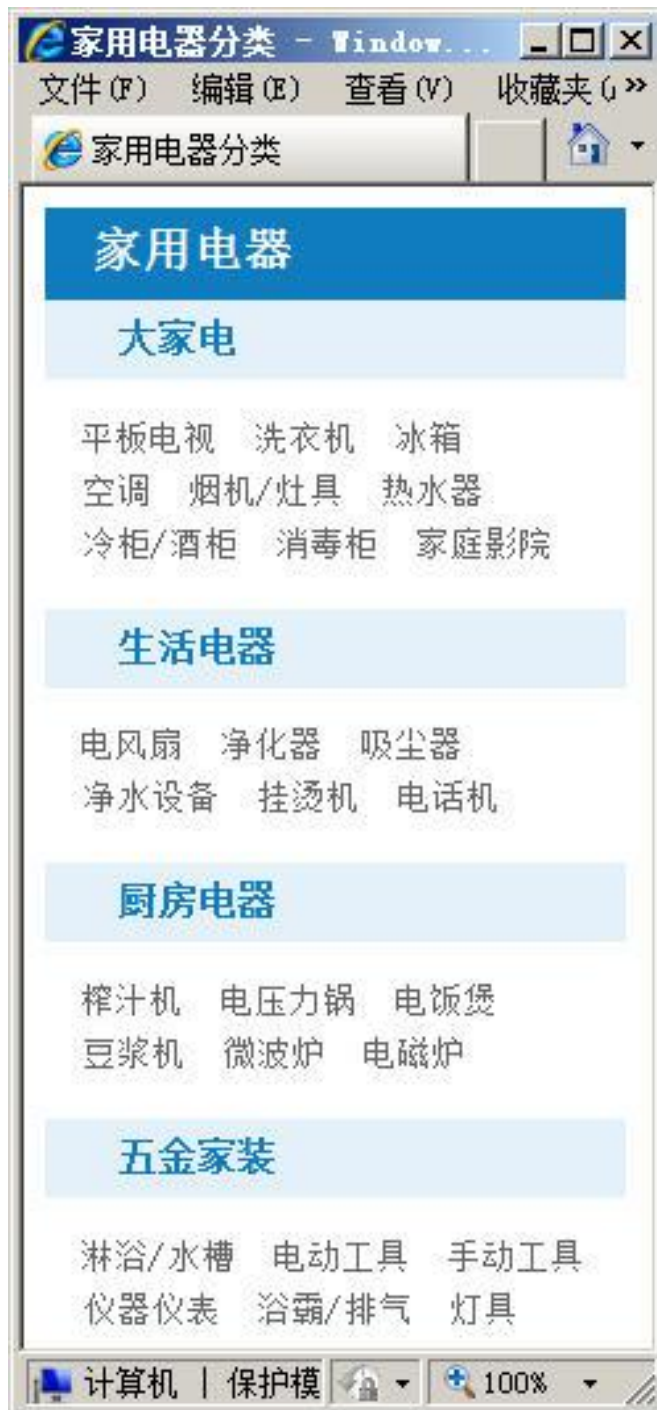 家用电器分类 - Window...
文件(F) 编辑(E) 查看(V) 收藏夹(
家用电器分类
家用电器
大家电
平板电视 洗衣机 冰箱
空调 烟机/灶具 热水器
冷柜/酒柜 消毒柜 家庭影院
生活电器
电风扇 净化器 吸尘器
净水设备 挂烫机 电话机
厨房电器
榨汁机 电压力锅 电饭煲
豆浆机 微波炉 电磁炉
五金家装
淋浴/水槽 电动工具 手动工具
仪器仪表 浴霸/排气 灯具
计算机 | 保护模 100%